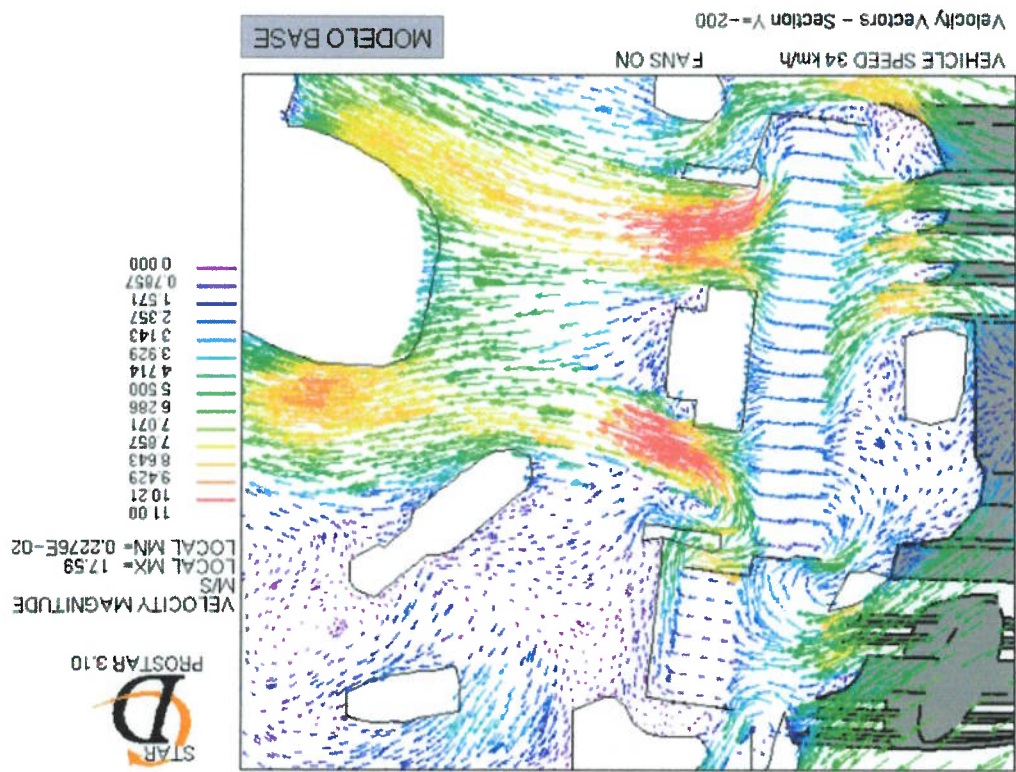 STAR
D
PROSTAR 3.10
VELOCITY MAGNITUDE
M/S
LOCAL MX= 17.59
LOCAL MN= 0.2276E-02
11.00
10.21
9.429
8.643
7.857
7.071
6.286
5.500
4.714
3.929
3.143
2.357
1.571
0.7857
0.000
VEHICLE SPEED 34 km/h FANS ON
Velocity Vectors - Section Y=-200
MODELO BASE